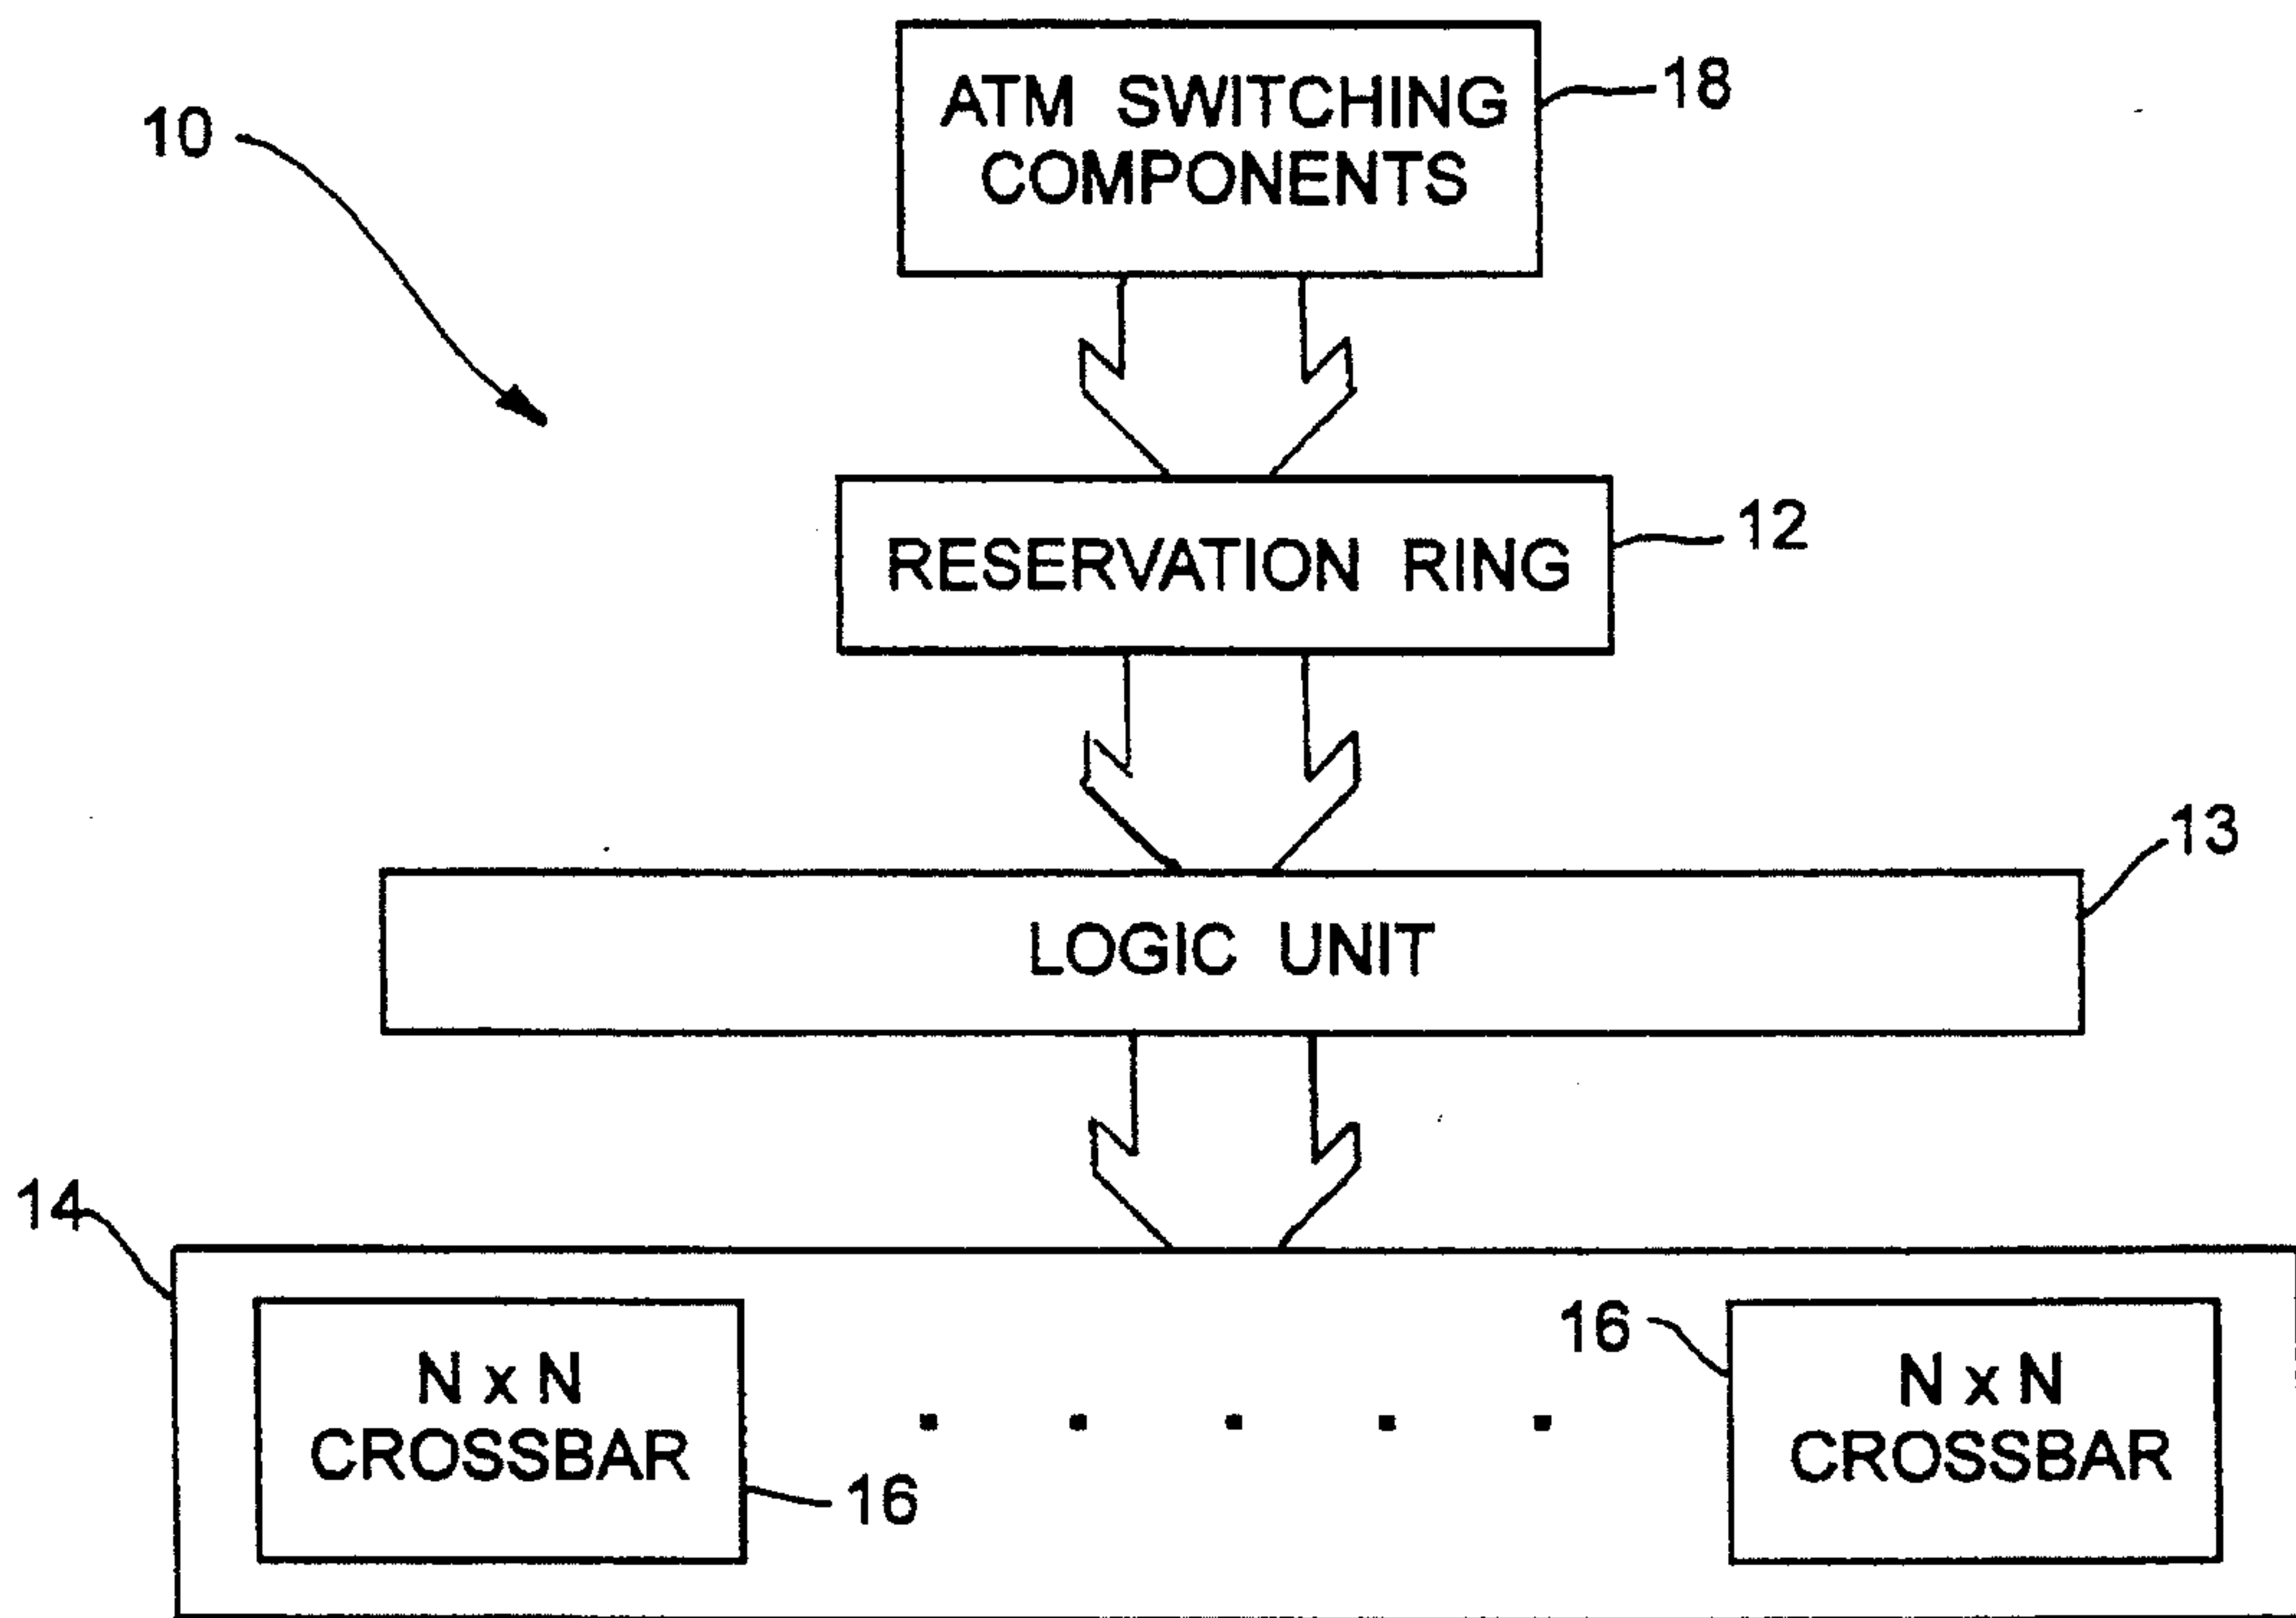 ATM SWITCHING
COMPONENTS
18
10
RESERVATION RING
12
13
LOGIC UNIT
14
N x N
CROSSBAR
16
16
N x N
CROSSBAR